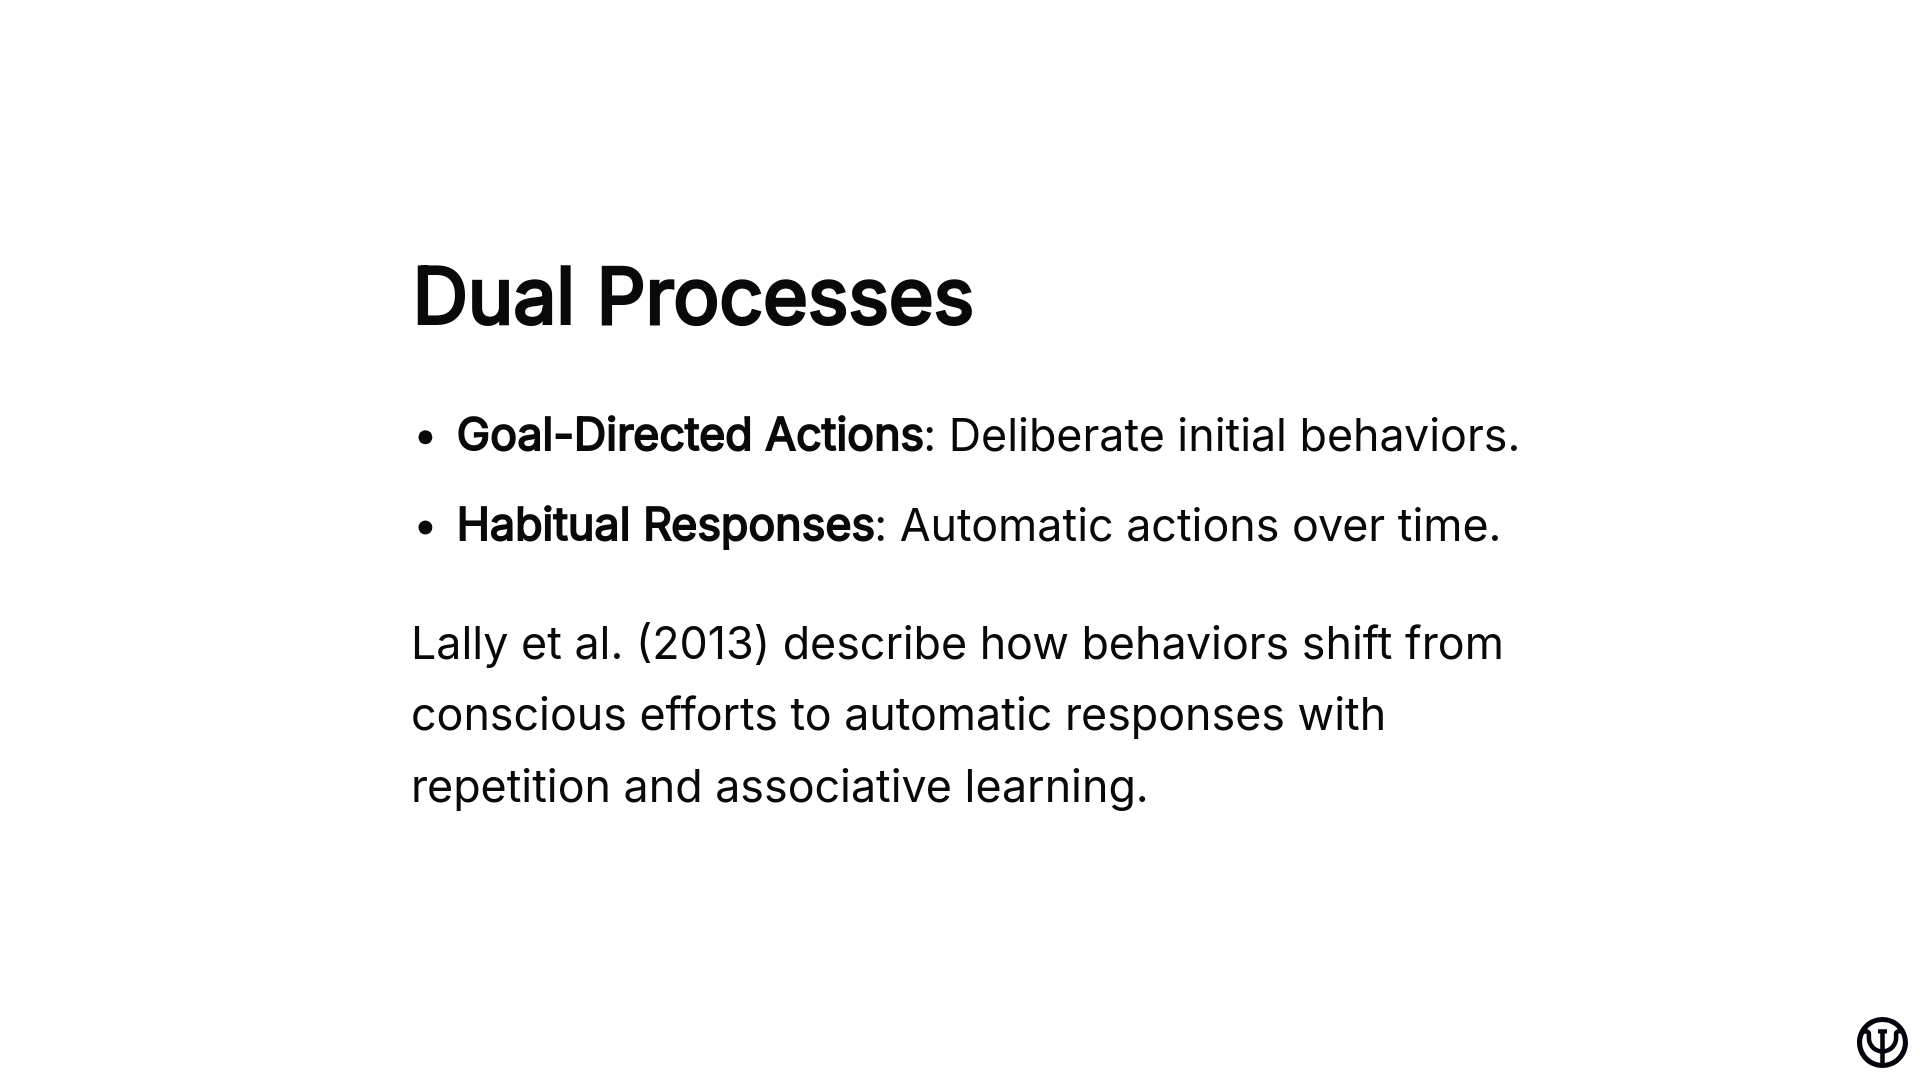 Dual Processes
• Goal-Directed Actions: Deliberate initial behaviors.
• Habitual Responses: Automatic actions over time.
Lally et al. (2013) describe how behaviors shift from
conscious efforts to automatic responses with
repetition and associative learning.